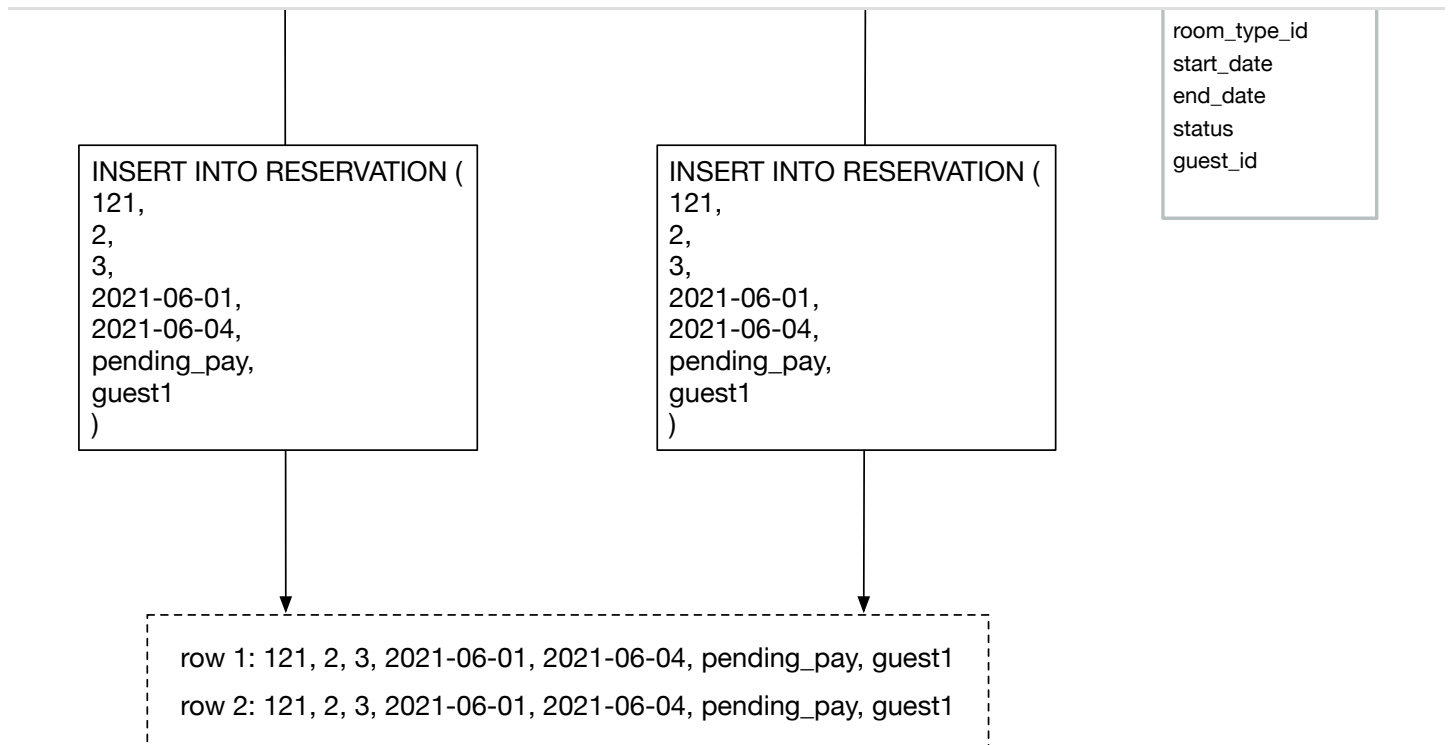 room_type_id
start_date
end_date
status
guest_id
INSERT INTO RESERVATION (
121,
2,
3,
2021-06-01,
2021-06-04,
pending_pay,
guest1
)
INSERT INTO RESERVATION (
121,
2,
3,
2021-06-01,
2021-06-04,
pending_pay,
guest1
)
row 1: 121, 2, 3, 2021-06-01, 2021-06-04, pending_pay, guest1
row 2: 121, 2, 3, 2021-06-01, 2021-06-04, pending_pay, guest1